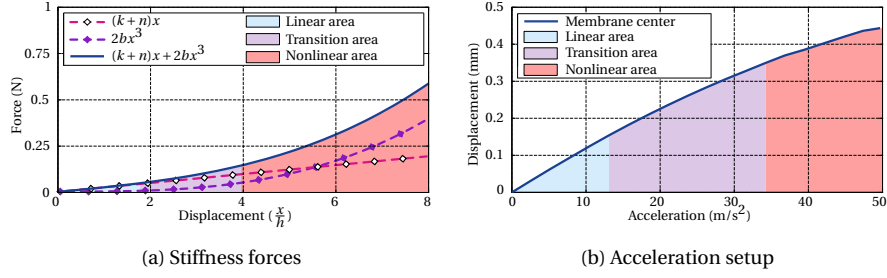 1
0.5
0.25
0
Force (N)
(k+n)x
2bx³
(k+n)x+2bx³
Linear area
Transition area
Nonlinear area
0 2 4 6 8
Displacement (x/h)
(a) Stiffness forces
0.5
0.4
0.3
0.2
0.1
0
Displacement (mm)
Membrane center
Linear area
Transition area
Nonlinear area
0 10 20 30 40 50
Acceleration (m/s²)
(b) Acceleration setup